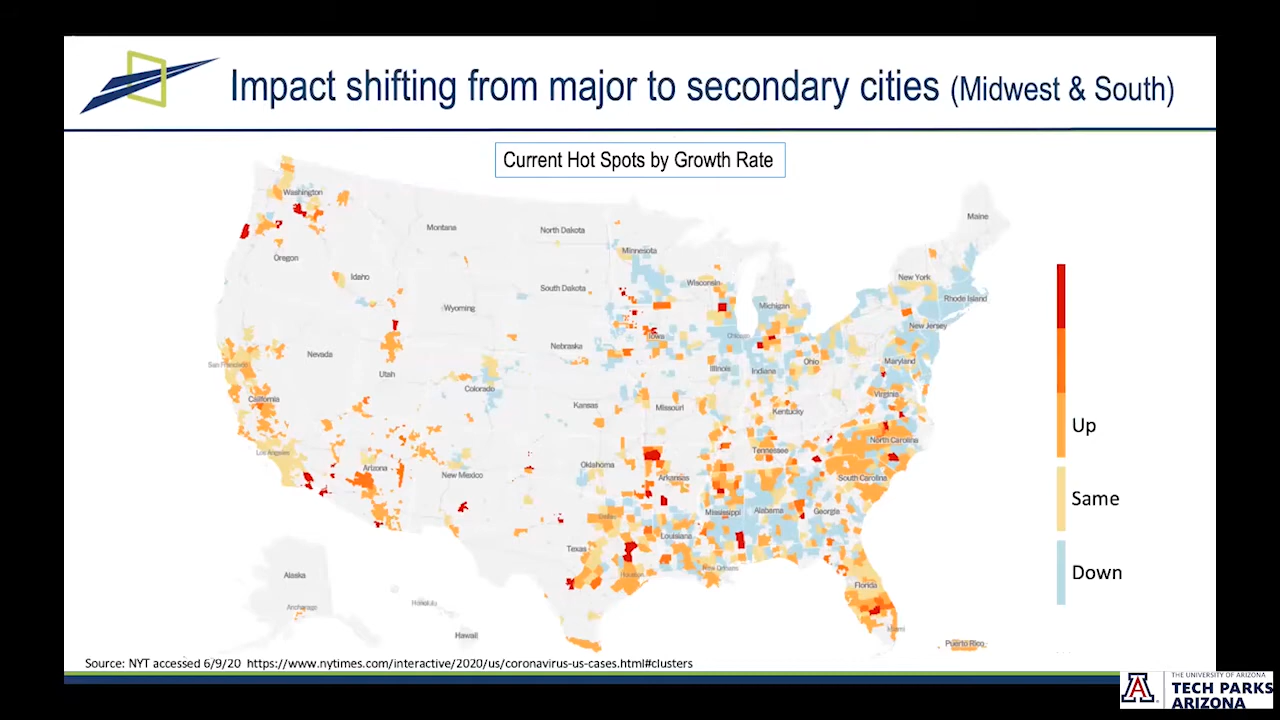 Impact shifting from major to secondary cities (Midwest & South)
Current Hot Spots by Growth Rate
Washington
Maine
Montana
North Dakota
Minnesota
Oregon
Idaho
New York
Wisconsin
South Dakota
Rhode Island
Michigan
Wyoming
New Jersey
Iowa
Chicago
Nebraska
Nevada
Ohio
Maryland
San Francisco
Illinois
Indiana
Utah
Colorado
Virginia
California
Kansas
Missouri
Kentucky
Up
North Carolina
Los Angeles
Tennessee
Oklahoma
Arizona
New Mexico
Arkansas
South Carolina
Same
Mississippi
Alabama
Georgia
Dallas
Louisiana
Texas
New Orleans
Houston
Alaska
Down
Florida
Anchorage
Honolulu
Miami
Hawaii
Puerto Rico
Source: NYT accessed 6/9/20 https://www.nytimes.com/interactive/2020/us/coronavirus-us-cases.html#clusters
A
THE UNIVERSITY OF ARIZONA
TECH PARKS
ARIZONA